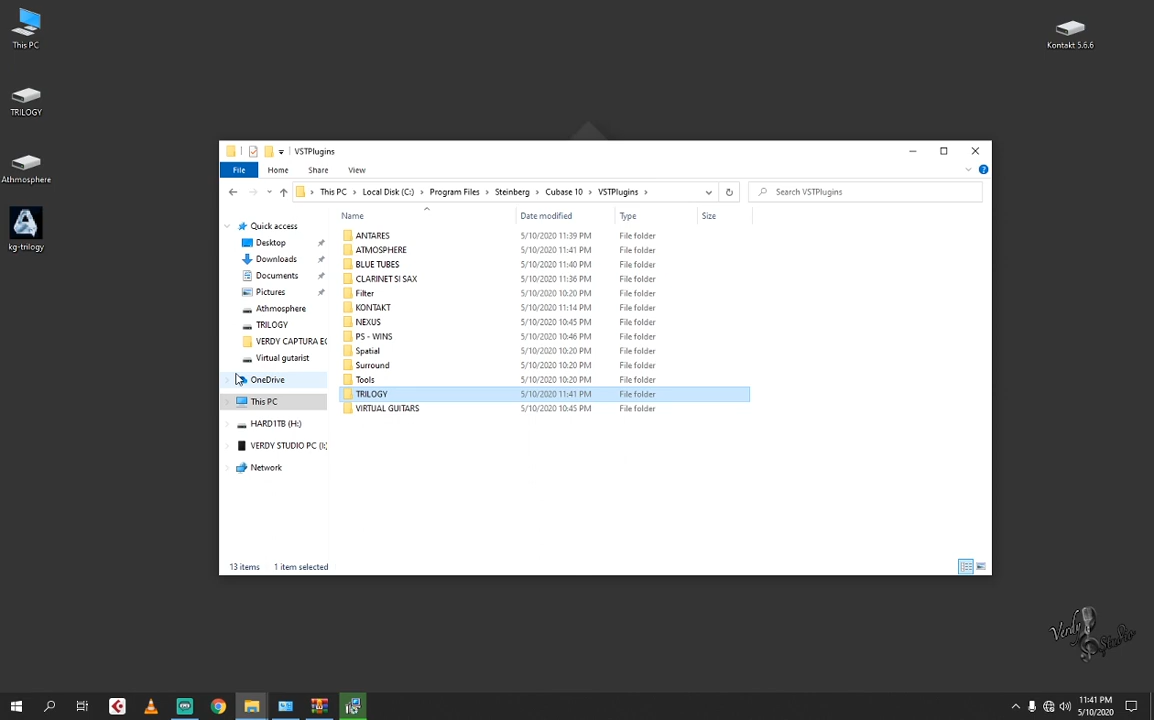 This PC
TRILOGY
Athmosphere
kg-trilogy
Kontakt 5.6.6
VSTPlugins
File Home Share View
This PC Local Disk (C:) Program Files Steinberg Cubase 10 VSTPlugins
Search VSTPlugins
Quick access
Desktop
Downloads
Documents
Pictures
Athmosphere
TRILOGY
VERDY CAPTURA EC
Virtual gutarist
OneDrive
This PC
HARD1TB (H:)
VERDY STUDIO PC (I:
Network
Name Date modified Type Size
ANTARES 5/10/2020 11:39 PM File folder
ATMOSPHERE 5/10/2020 11:41 PM File folder
BLUE TUBES 5/10/2020 11:40 PM File folder
CLARINET SI SAX 5/10/2020 11:36 PM File folder
Filter 5/10/2020 10:20 PM File folder
KONTAKT 5/10/2020 11:14 PM File folder
NEXUS 5/10/2020 10:45 PM File folder
PS - WINS 5/10/2020 10:46 PM File folder
Spatial 5/10/2020 10:20 PM File folder
Surround 5/10/2020 10:20 PM File folder
Tools 5/10/2020 10:20 PM File folder
TRILOGY 5/10/2020 11:41 PM File folder
VIRTUAL GUITARS 5/10/2020 10:45 PM File folder
13 items 1 item selected
Verdy Studio
11:41 PM
5/10/2020